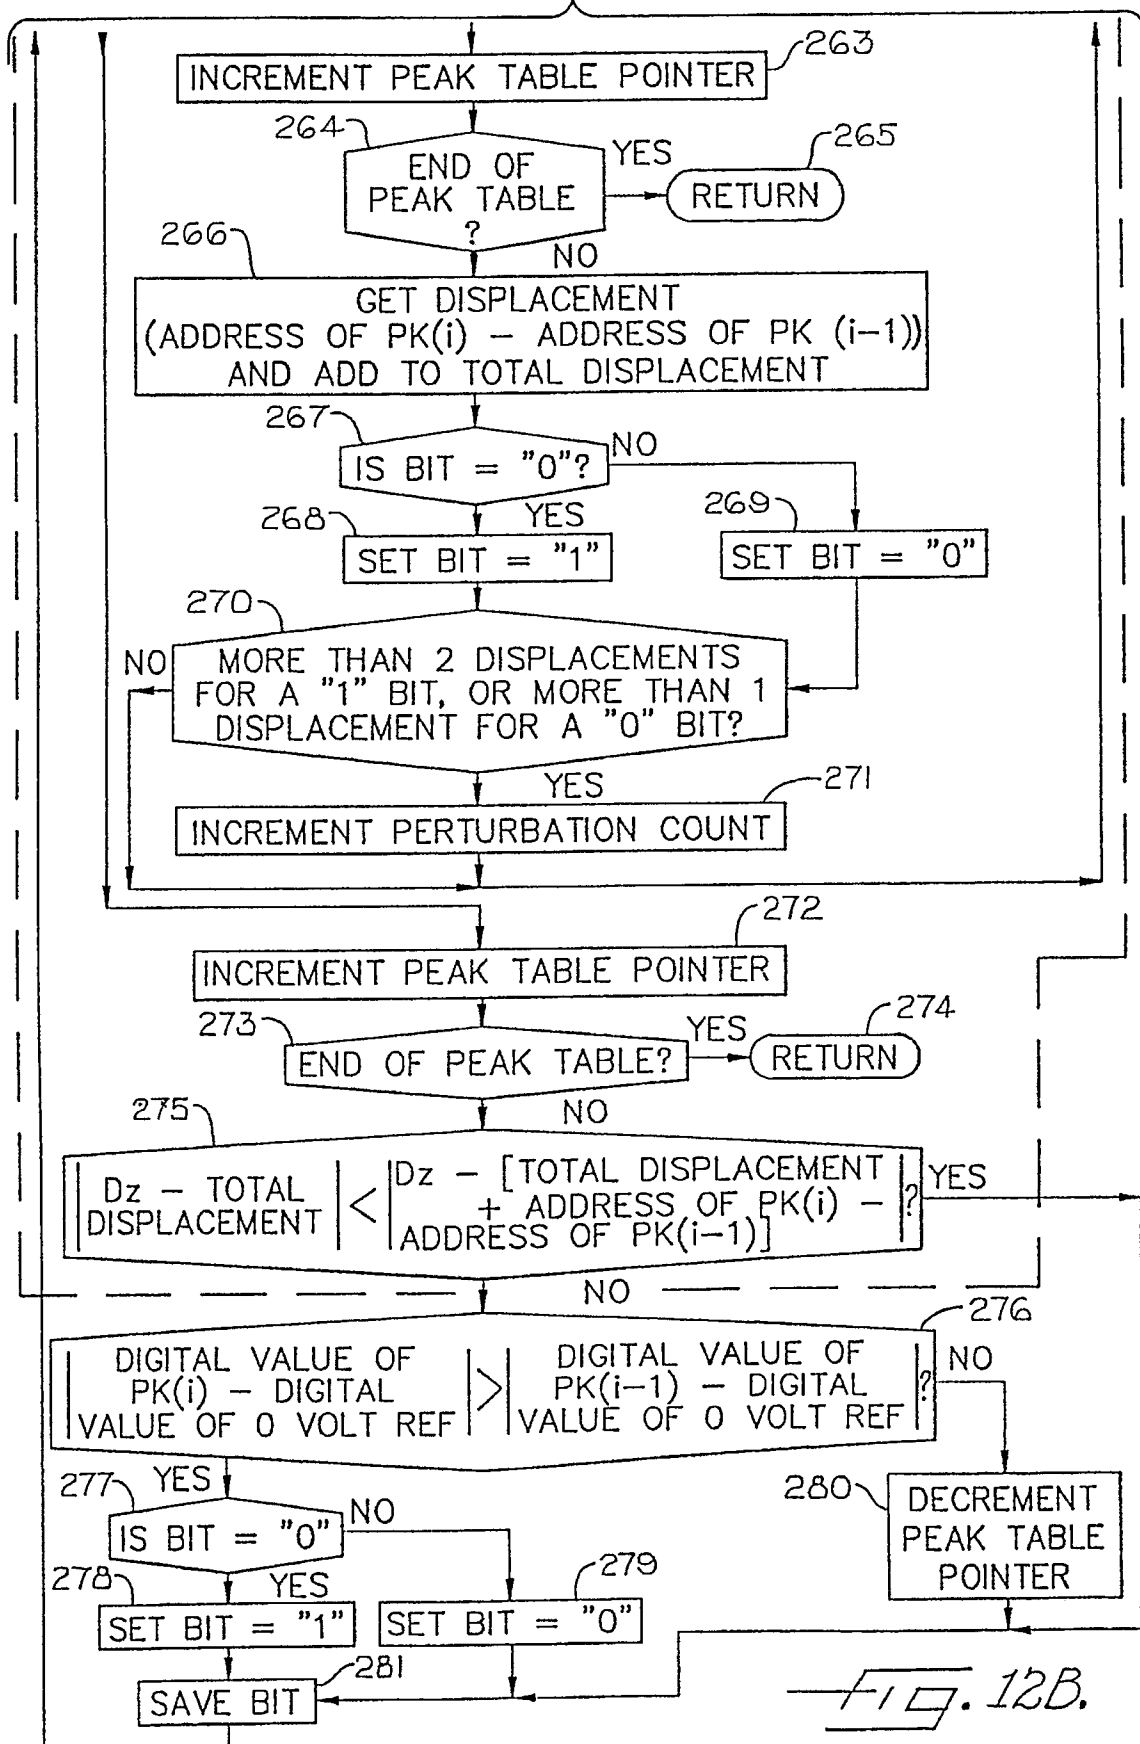 263
INCREMENT PEAK TABLE POINTER
264
END OF
PEAK TABLE
?
YES
265
RETURN
NO
266
GET DISPLACEMENT
(ADDRESS OF PK(i) - ADDRESS OF PK (i-1))
AND ADD TO TOTAL DISPLACEMENT
267
IS BIT = "0"?
NO
YES
268
SET BIT = "1"
269
SET BIT = "0"
270
NO
MORE THAN 2 DISPLACEMENTS
FOR A "1" BIT, OR MORE THAN 1
DISPLACEMENT FOR A "0" BIT?
YES
271
INCREMENT PERTURBATION COUNT
272
INCREMENT PEAK TABLE POINTER
273
END OF PEAK TABLE?
YES
274
RETURN
NO
275
|Dz - TOTAL
DISPLACEMENT|
<
|Dz - [TOTAL DISPLACEMENT
+ ADDRESS OF PK(i) -
ADDRESS OF PK(i-1)]|
?
YES
NO
276
|DIGITAL VALUE OF
PK(i) - DIGITAL
VALUE OF 0 VOLT REF|
>
|DIGITAL VALUE OF
PK(i-1) - DIGITAL
VALUE OF 0 VOLT REF|
?
NO
YES
277
IS BIT = "0"
NO
YES
278
SET BIT = "1"
279
SET BIT = "0"
280
DECREMENT
PEAK TABLE
POINTER
281
SAVE BIT
Fig. 12B.